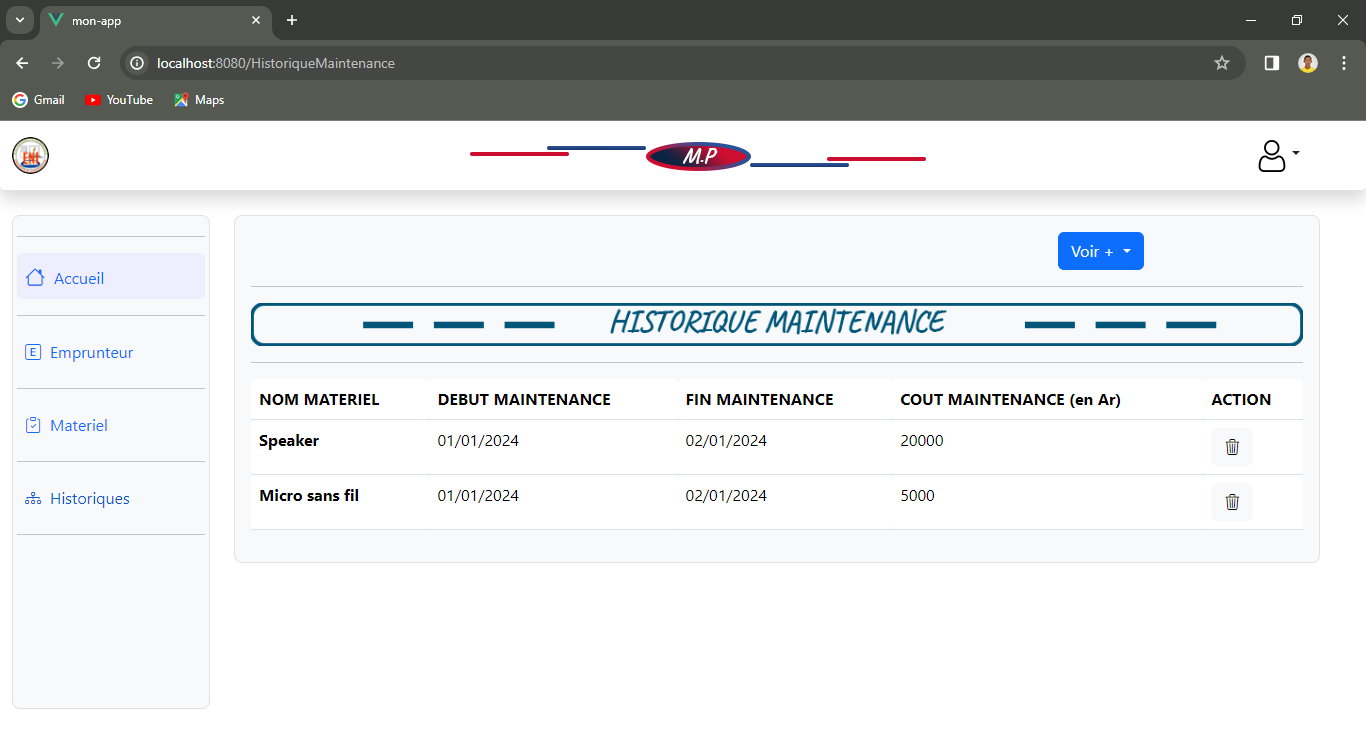 mon-app
localhost:8080/HistoriqueMaintenance
Gmail YouTube Maps
M.P
Voir +
Accueil
HISTORIQUE MAINTENANCE
E Emprunteur
Materiel
Historiques
NOM MATERIEL DEBUT MAINTENANCE FIN MAINTENANCE COUT MAINTENANCE (en Ar) ACTION
Speaker 01/01/2024 02/01/2024 20000
Micro sans fil 01/01/2024 02/01/2024 5000